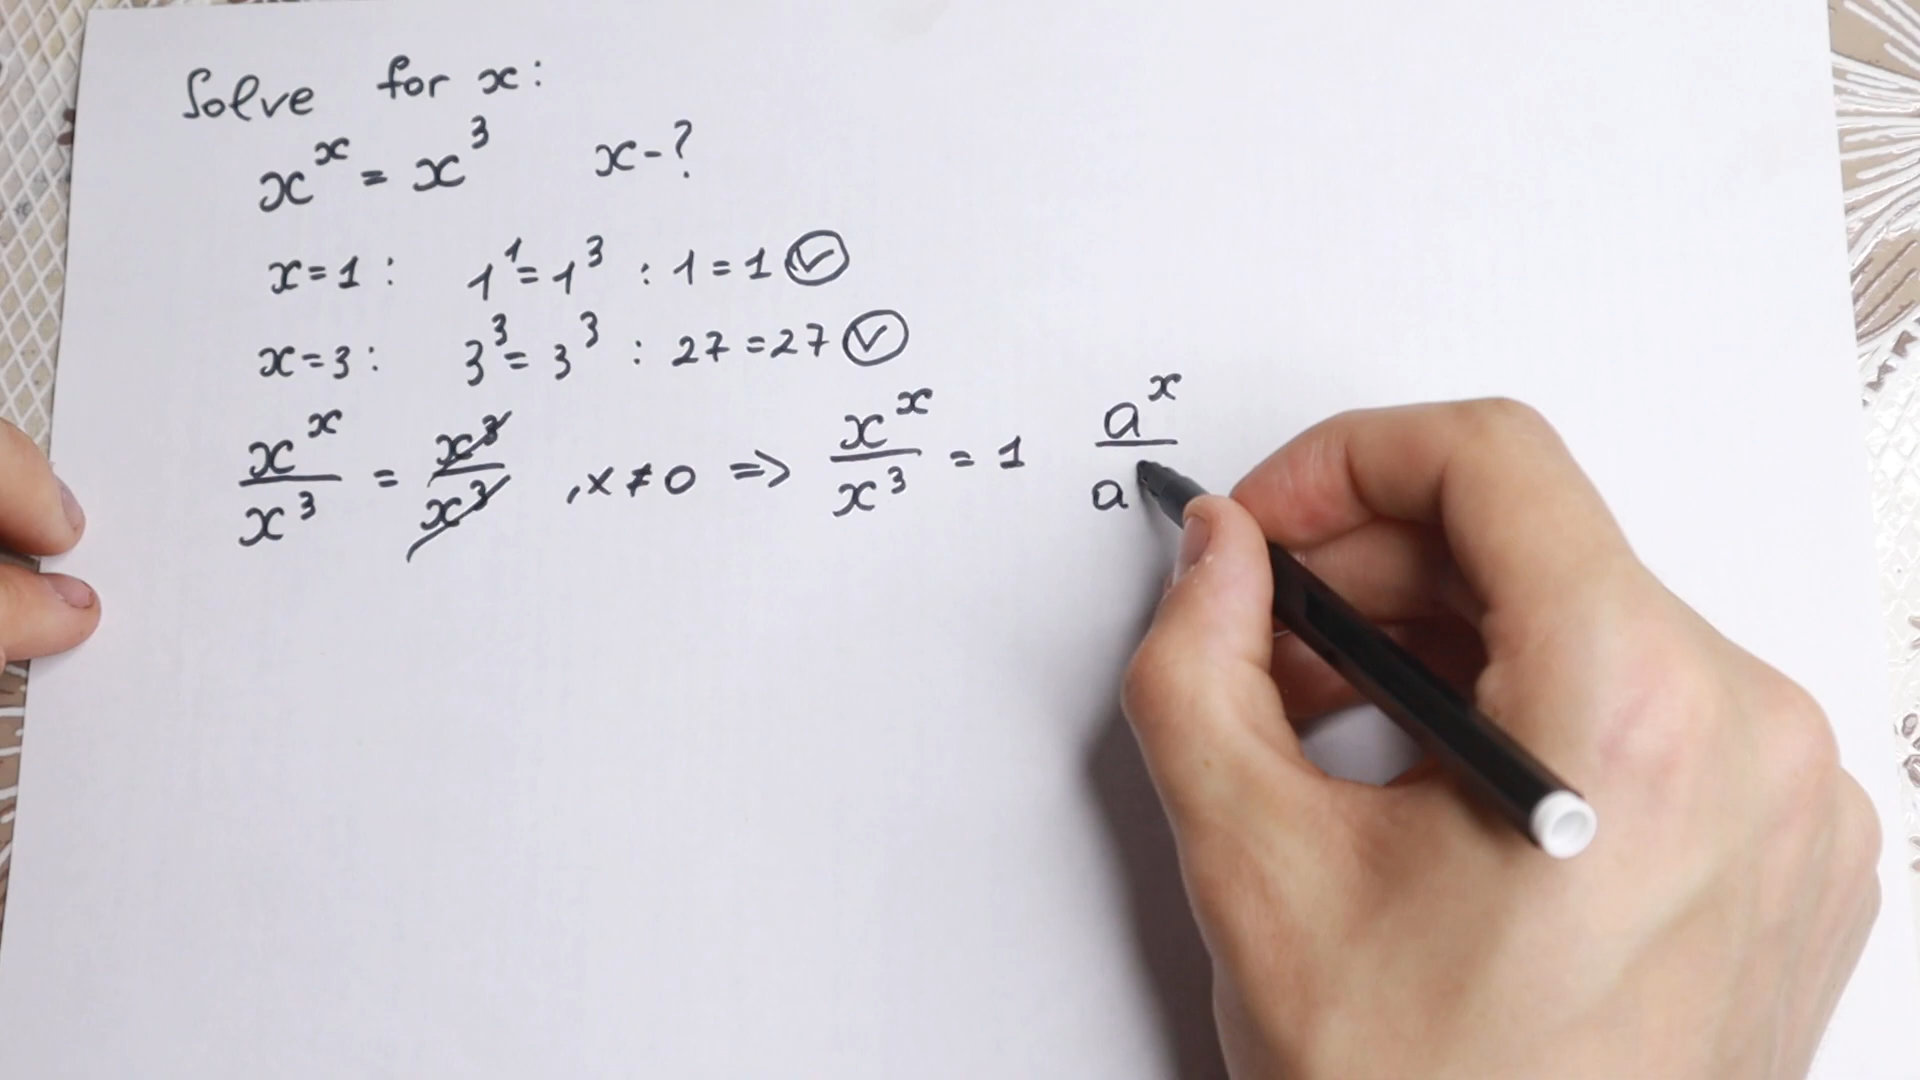 Solve for x:
x^x = x^3 x-?
x=1 : 1^1=1^3 : 1=1
x=3 : 3^3=3^3 : 27=27
x^x/x^3 = x^3/x^3 , x≠0 => x^x/x^3 = 1 a^x/a